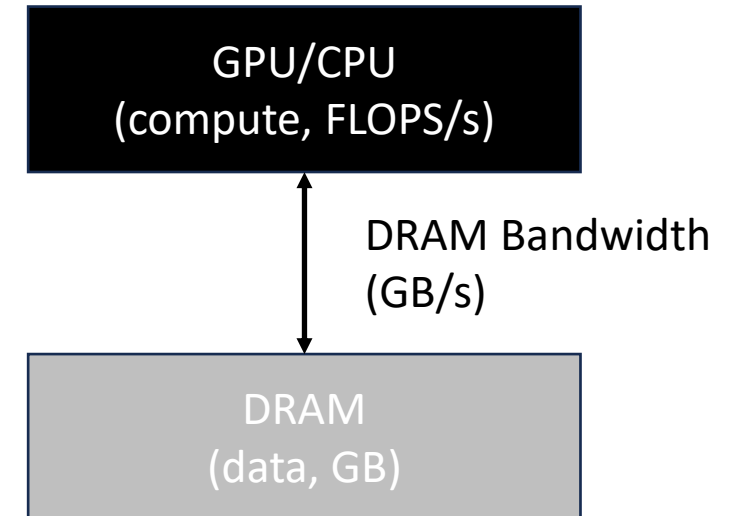 GPU/CPU
(compute, FLOPS/s)
DRAM Bandwidth
(GB/s)
DRAM
(data, GB)